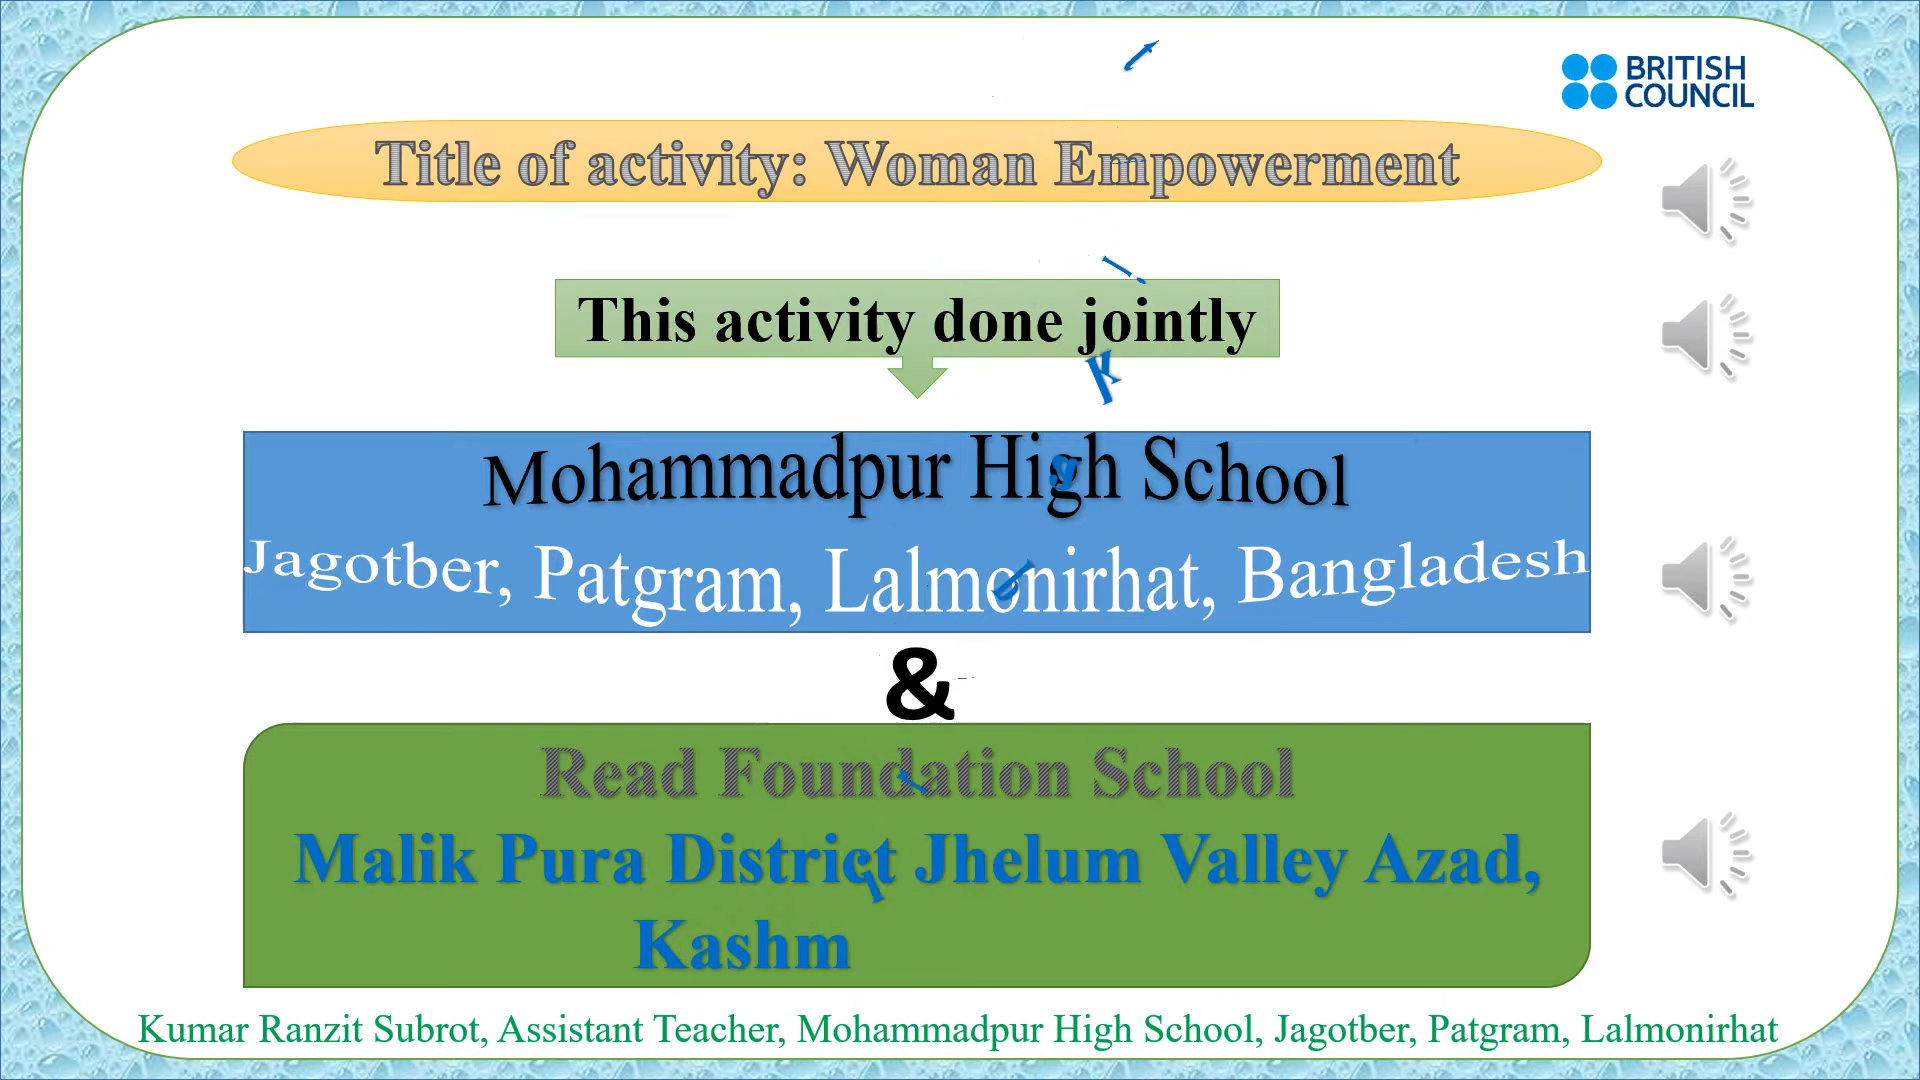 BRITISH
COUNCIL
Title of activity: Woman Empowerment
This activity done jointly
Mohammadpur High School
Jagotber, Patgram, Lalmonirhat, Bangladesh
&
Read Foundation School
Malik Pura District Jhelum Valley Azad,
Kashm
Kumar Ranzit Subrot, Assistant Teacher, Mohammadpur High School, Jagotber, Patgram, Lalmonirhat